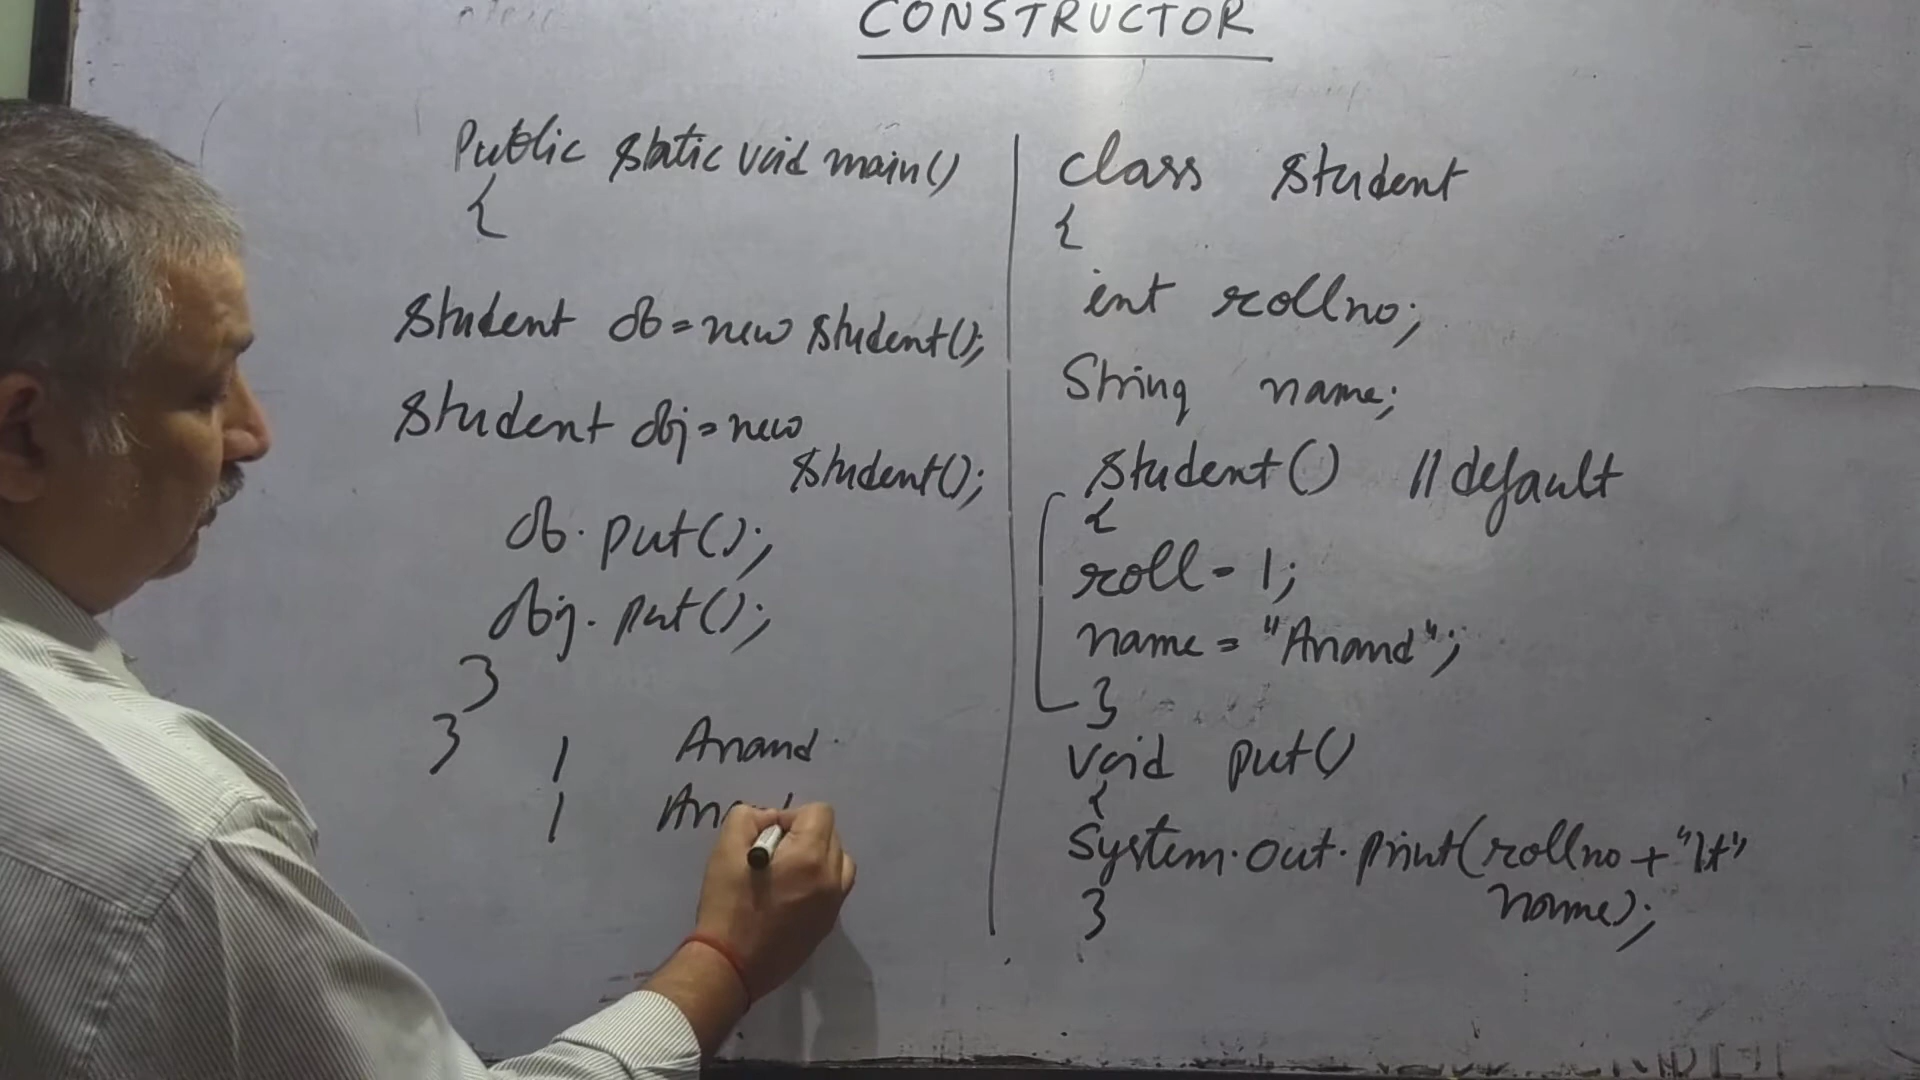 CONSTRUCTOR
Public static void main()
{
Student ob = new Student();
Student obj = new
Student();
ob.put();
obj.put();
}
}
1 Anand
1
class Student
{
int rollno;
String name;
Student() //default
{
roll = 1;
name = "Anand";
}
void put()
{
System.out.print(rollno + "\t"
name);
}